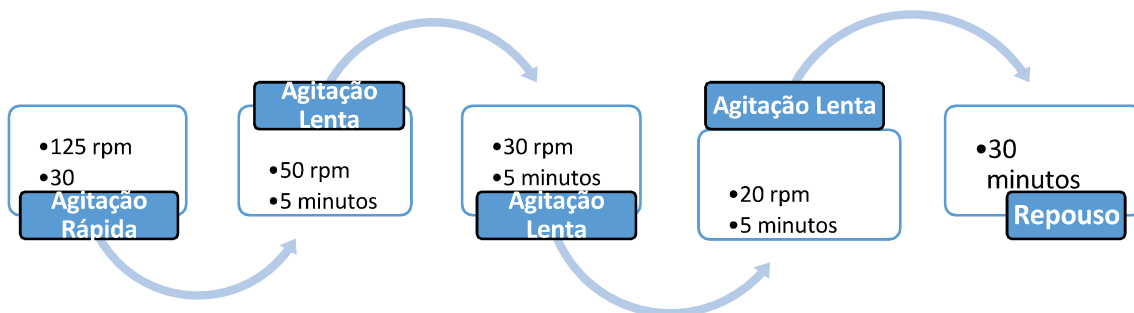 •125 rpm
•30
Agitação
Rápida
Agitação
Lenta
•50 rpm
•5 minutos
•30 rpm
•5 minutos
Agitação
Lenta
Agitação Lenta
•20 rpm
•5 minutos
•30
minutos
Repouso